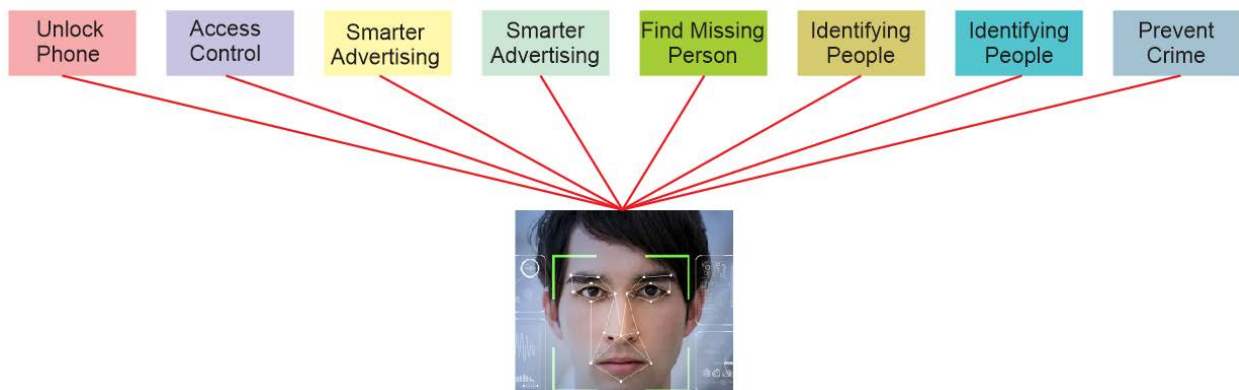 Unlock
Phone
Access
Control
Smarter
Advertising
Smarter
Advertising
Find Missing
Person
Identifying
People
Identifying
People
Prevent
Crime